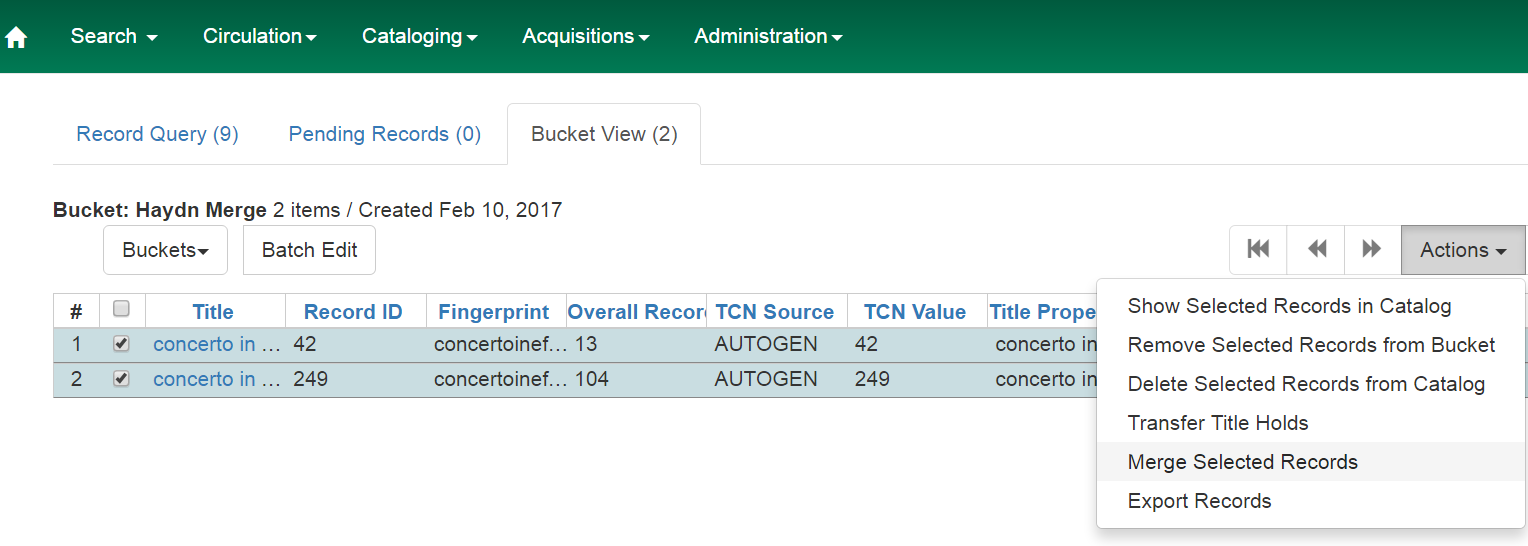 Search Circulation Cataloging Acquisitions Administration
Record Query (9) Pending Records (0) Bucket View (2)
Bucket: Haydn Merge 2 items / Created Feb 10, 2017
Buckets Batch Edit Actions
# Title Record ID Fingerprint Overall Recor TCN Source TCN Value Title Prope
1 concerto in ... 42 concertoinef... 13 AUTOGEN 42 concerto in
2 concerto in ... 249 concertoinef... 104 AUTOGEN 249 concerto in
Show Selected Records in Catalog
Remove Selected Records from Bucket
Delete Selected Records from Catalog
Transfer Title Holds
Merge Selected Records
Export Records